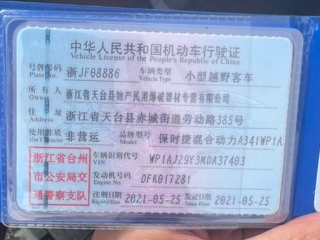 中华人民共和国机动车行驶证
Vehicle License of the People's Republic of China
号牌号码 浙JF08886 车辆类型 小型越野客车
Plate No. Vehicle Type
所有人 浙江省天台县物产民用爆破器材专营有限公司
Owner
住址 浙江省天台县赤城街道劳动路385号
Address
使用性质 非营运 品牌型号 保时捷混合动力A341WP1A
Use Character Model
浙江省台州
市公安局交
通警察支队
车辆识别代号 WP1AJ29Y3MDA37403
VIN
发动机号码 DFK017281
Engine No.
注册日期 2021-05-25 发证日期 2021-05-25
Register Date Issue Date